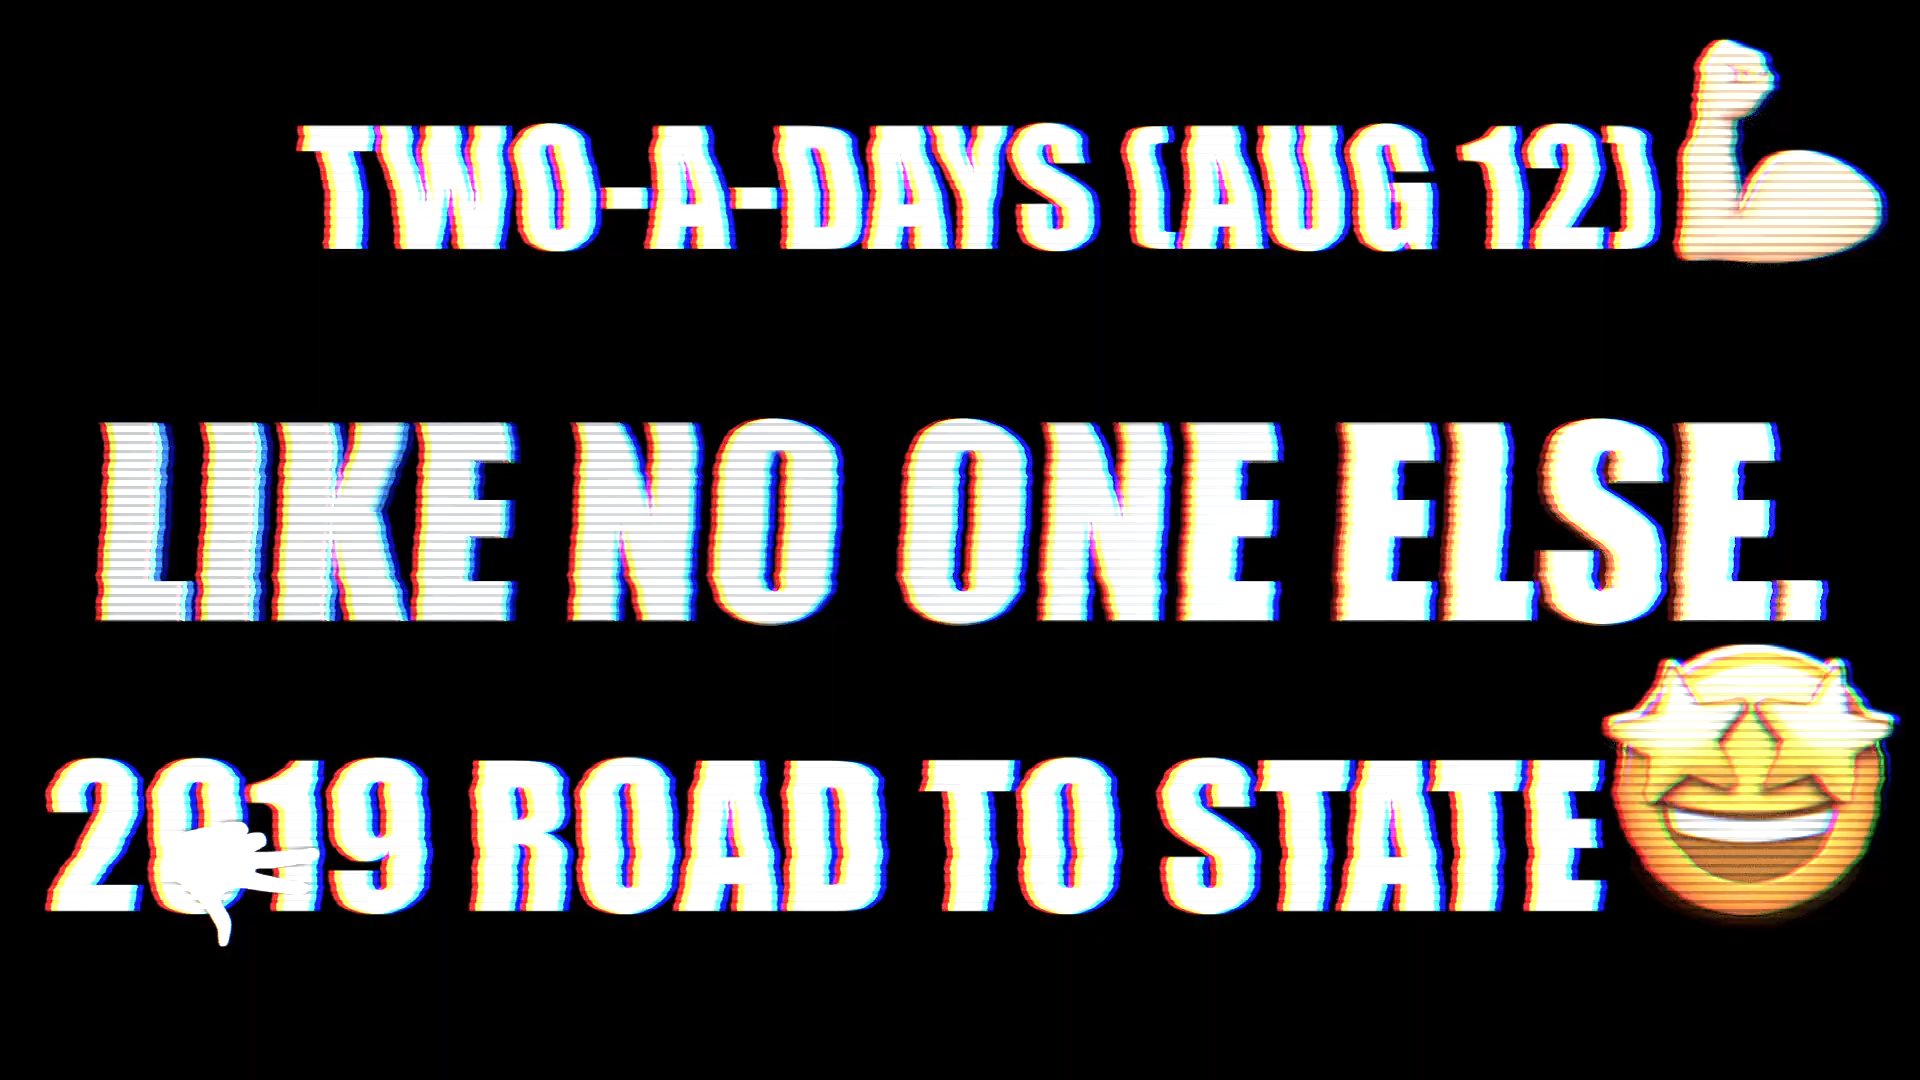 TWO-A-DAYS (AUG 12)💪
LIKE NO ONE ELSE.
2019 ROAD TO STATE🤩